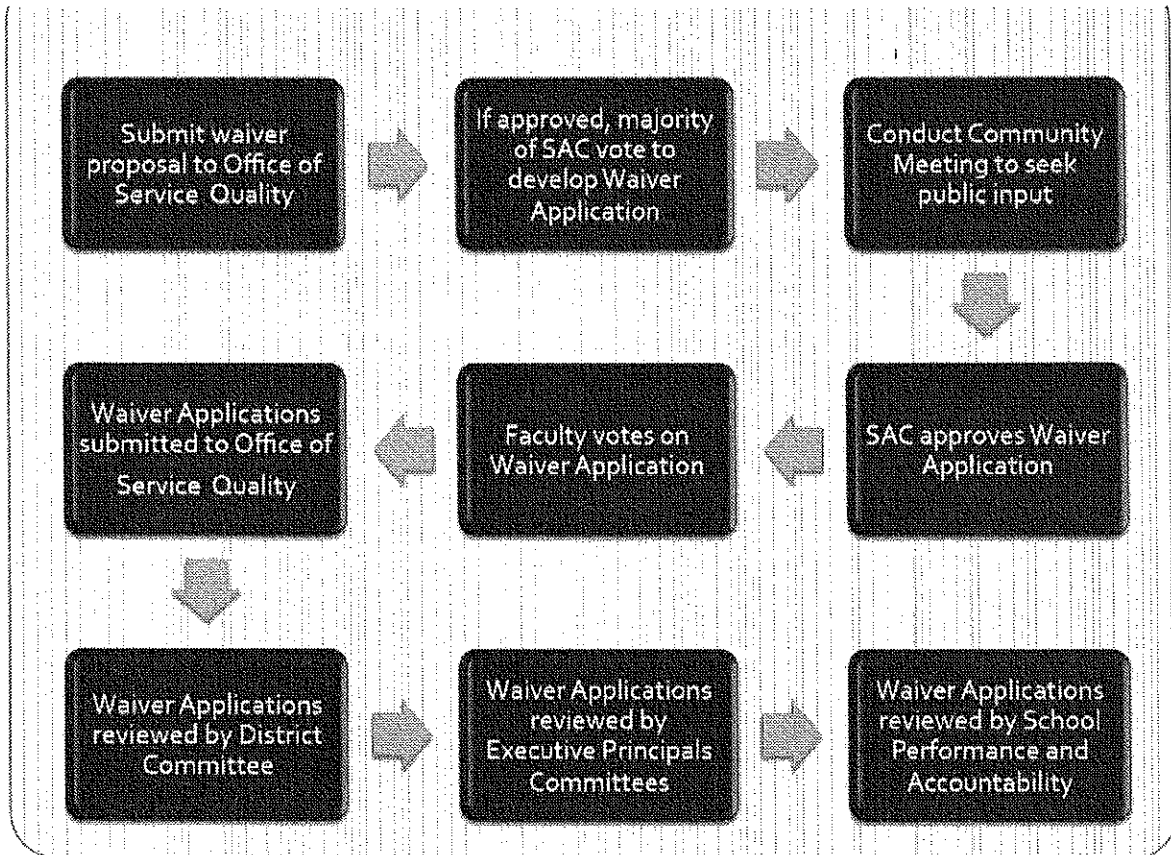 Submit waiver
proposal to Office of
Service Quality
If approved, majority
of SAC vote to
develop Waiver
Application
Conduct Community
Meeting to seek
public input
SAC approves Waiver
Application
Faculty votes on
Waiver Application
Waiver Applications
submitted to Office of
Service Quality
Waiver Applications
reviewed by District
Committee
Waiver Applications
reviewed by
Executive Principals
Committees
Waiver Applications
reviewed by School
Performance and
Accountability